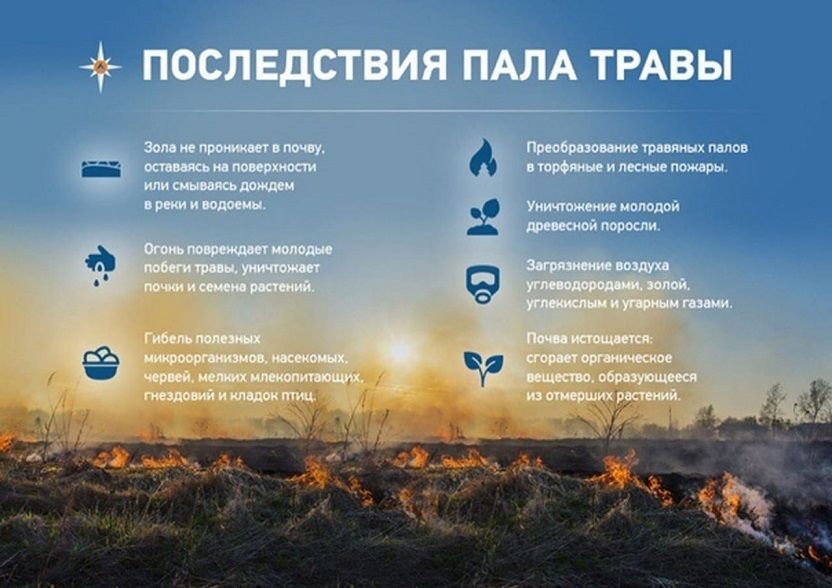 ПОСЛЕДСТВИЯ ПАЛА ТРАВЫ
Зола не проникает в почву,
оставаясь на поверхности
или смываясь дождем
в реки и водоемы.
Огонь повреждает молодые
побеги травы, уничтожает
почки и семена растений.
Гибель полезных
микроорганизмов, насекомых,
червей, мелких млекопитающих,
гнездовий и кладок птиц.
Преобразование травяных палов
в торфяные и лесные пожары.
Уничтожение молодой
древесной поросли.
Загрязнение воздуха
углеводородами, золой,
углекислым и угарным газами.
Почва истощается:
сгорает органическое
вещество, образующееся
из отмерших растений.